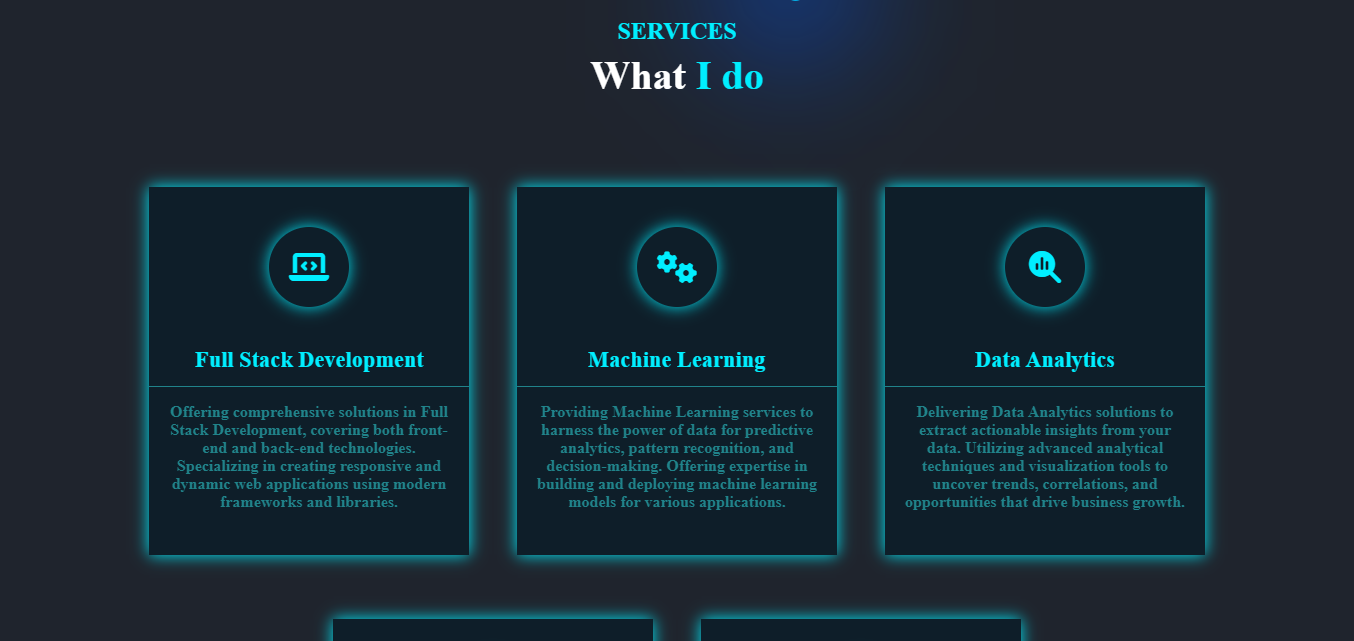 SERVICES
What I do
Full Stack Development
Offering comprehensive solutions in Full
Stack Development, covering both front-
end and back-end technologies.
Specializing in creating responsive and
dynamic web applications using modern
frameworks and libraries.
Machine Learning
Providing Machine Learning services to
harness the power of data for predictive
analytics, pattern recognition, and
decision-making. Offering expertise in
building and deploying machine learning
models for various applications.
Data Analytics
Delivering Data Analytics solutions to
extract actionable insights from your
data. Utilizing advanced analytical
techniques and visualization tools to
uncover trends, correlations, and
opportunities that drive business growth.